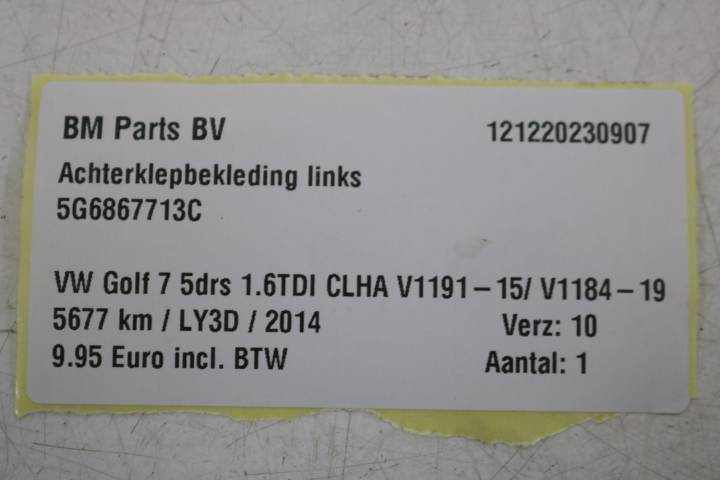 BM Parts BV 121220230907
Achterklepbekleding links
5G6867713C
VW Golf 7 5drs 1.6TDI CLHA V1191-15/ V1184-19
5677 km / LY3D / 2014 Verz: 10
9.95 Euro incl. BTW Aantal: 1